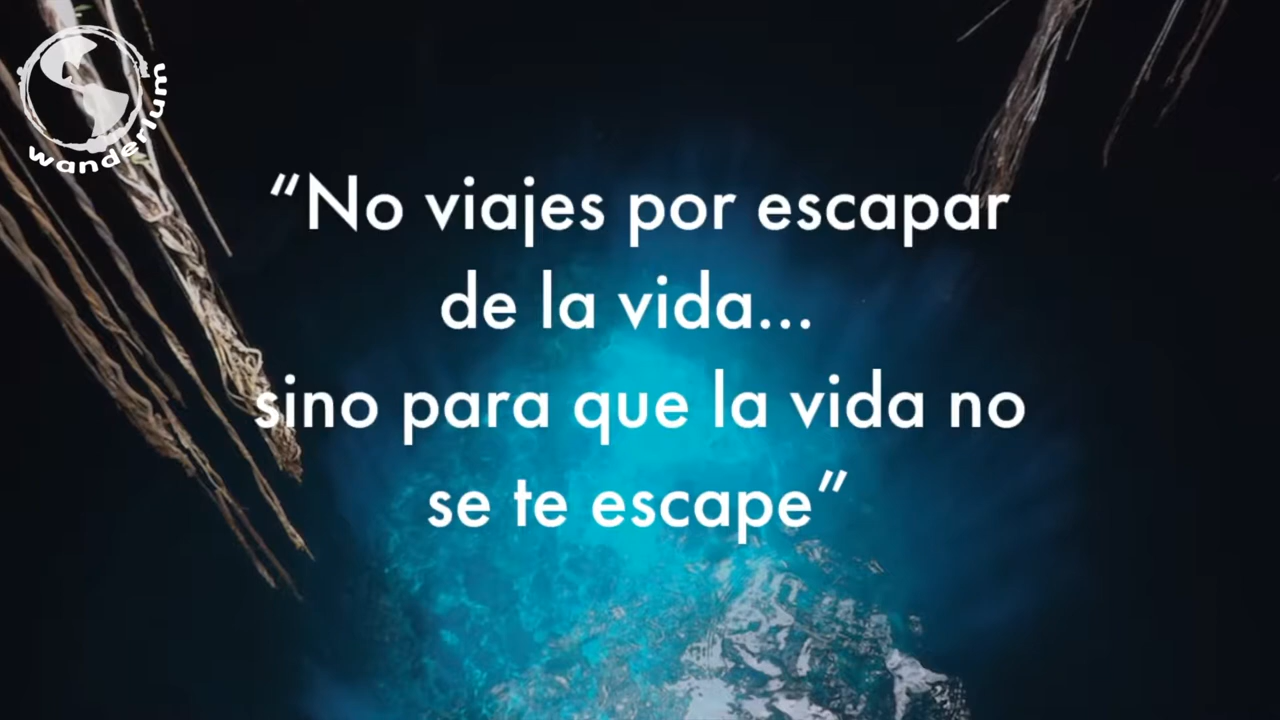 wanderlum
“No viajes por escapar
de la vida...
sino para que la vida no
se te escape”